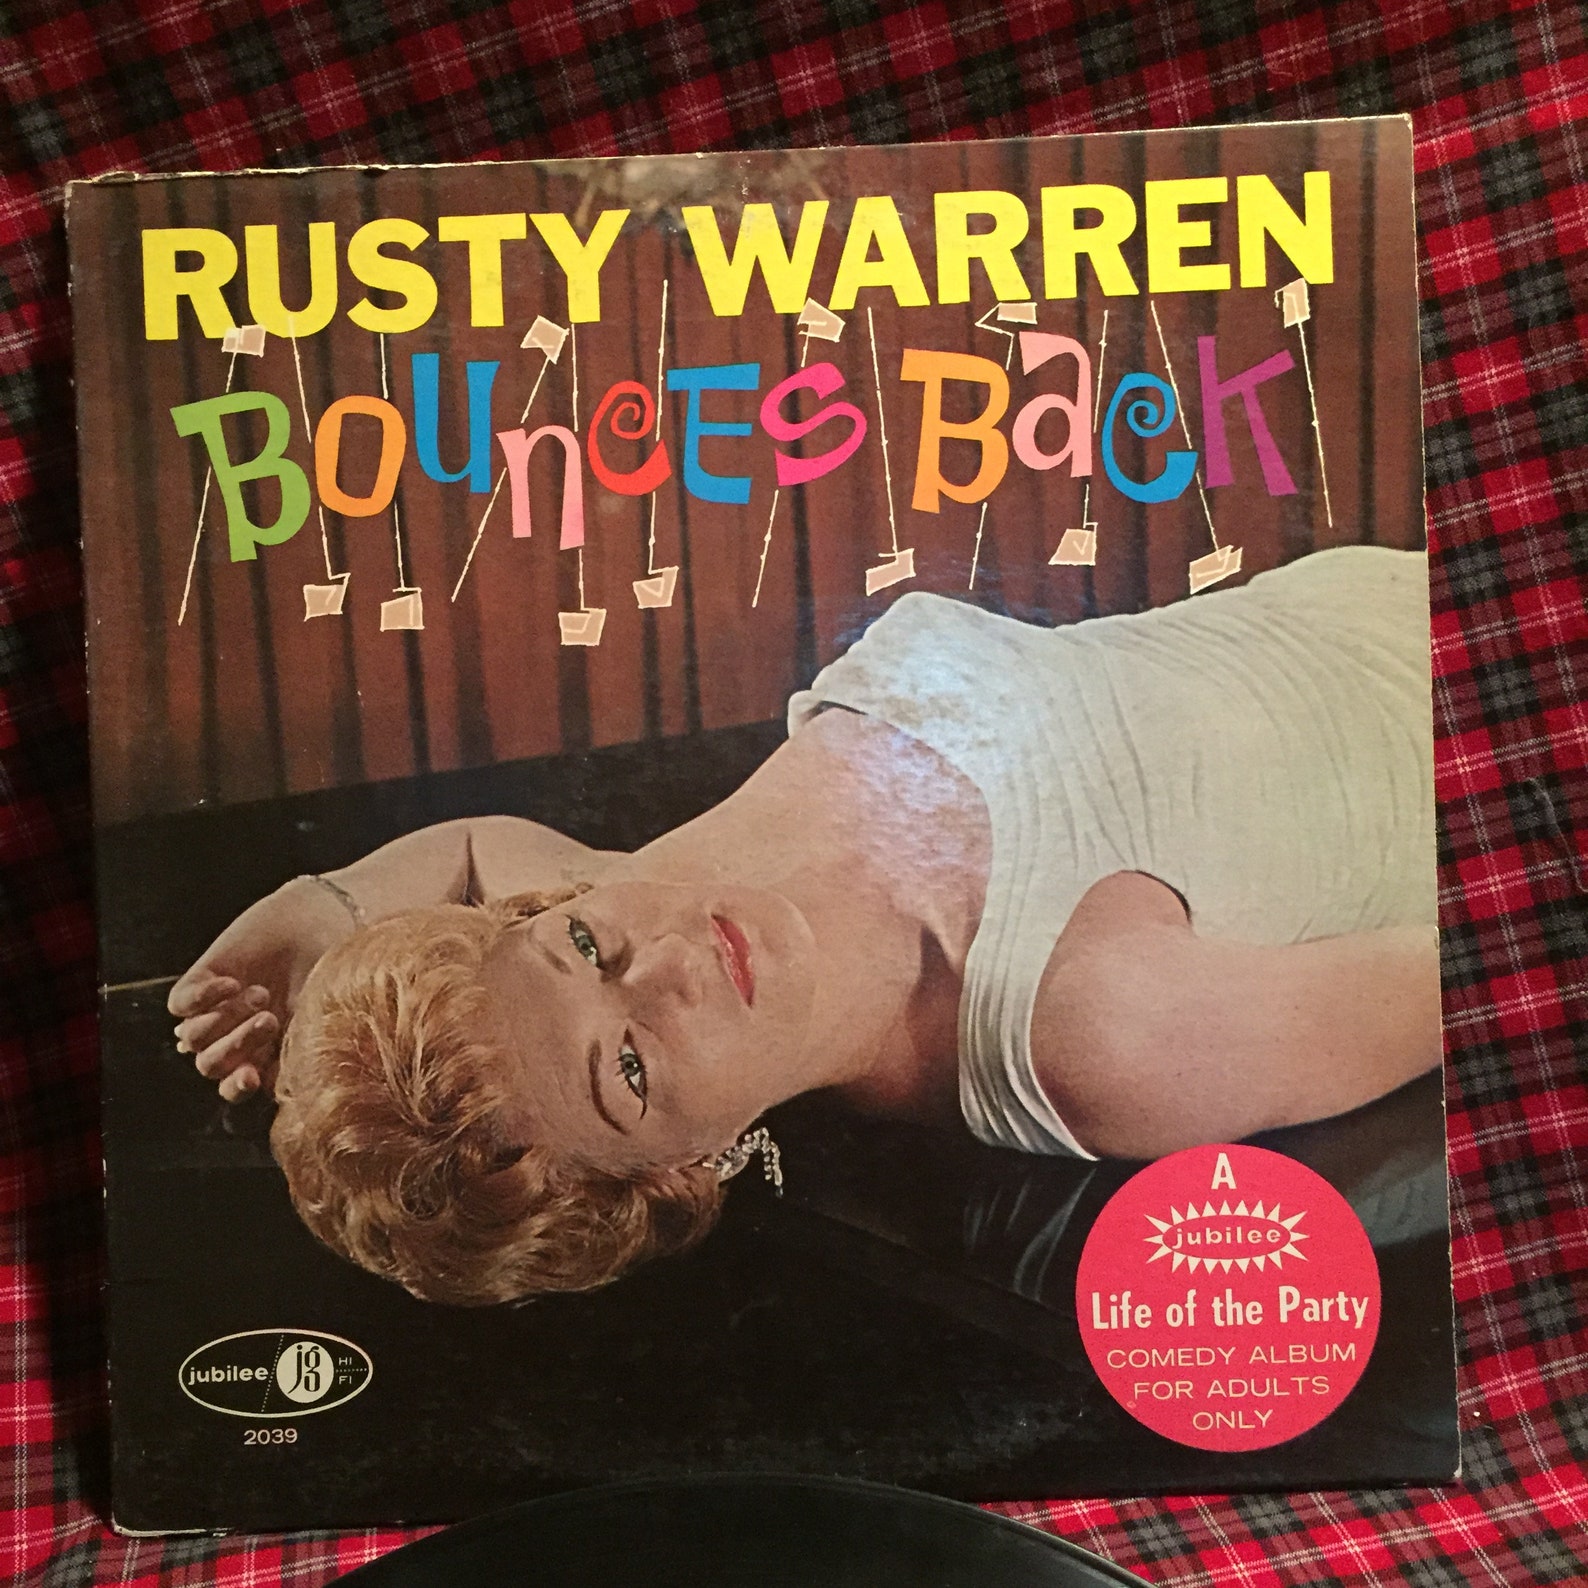 RUSTY WARREN
BOUNCES BACK
A
jubilee
Life of the Party
COMEDY ALBUM
FOR ADULTS
ONLY
jubilee jg HI
FI
2039